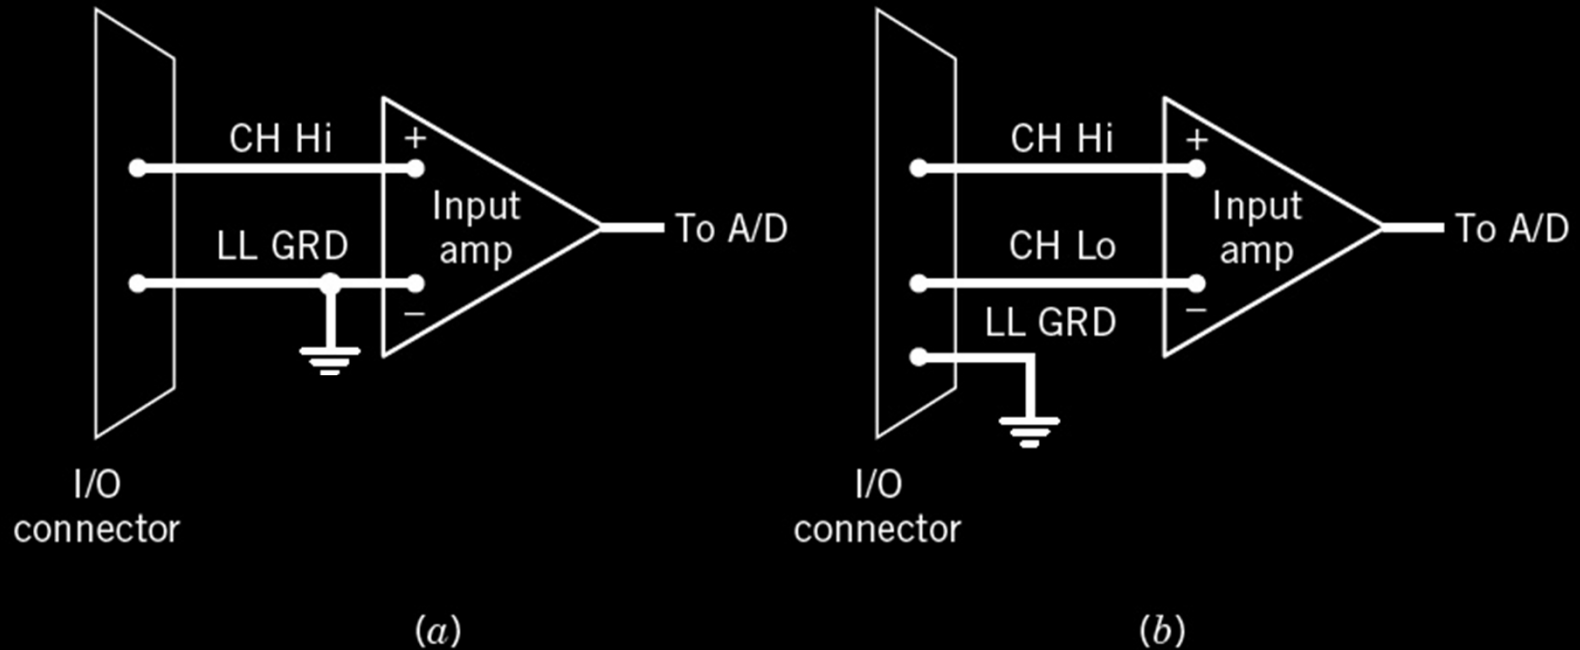 CH Hi
+
Input
amp
LL GRD
−
To A/D
I/O
connector
(a)
CH Hi
+
Input
amp
CH Lo
−
LL GRD
To A/D
I/O
connector
(b)